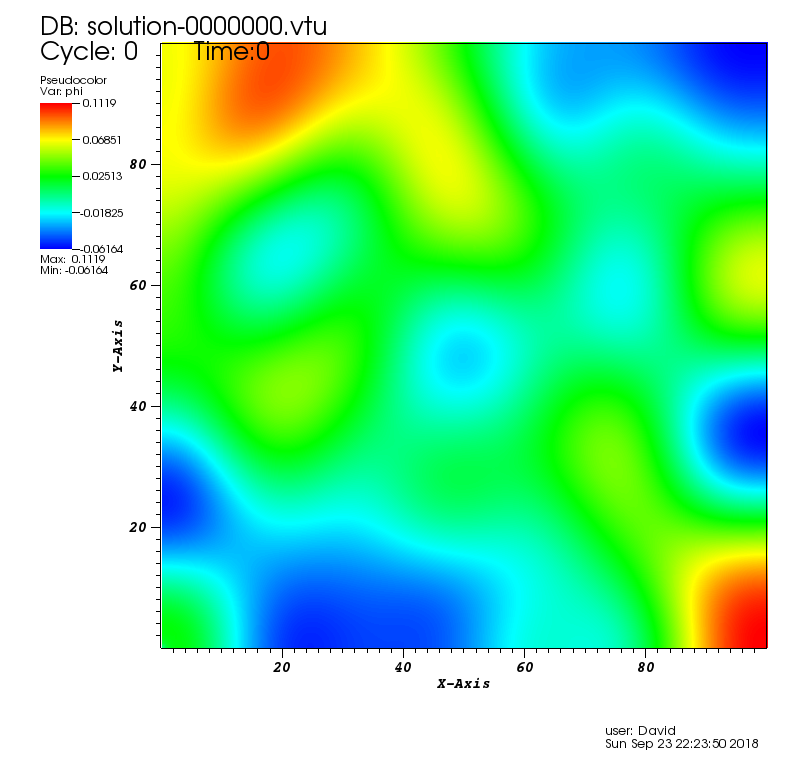 DB: solution-0000000.vtu
Cycle: 0 Time:0
Pseudocolor
Var: phi
0.1119
0.06851
0.02513
-0.01825
-0.06164
Max: 0.1119
Min: -0.06164
80
60
40
20
Y-Axis
20 40 60 80
X-Axis
user: David
Sun Sep 23 22:23:50 2018